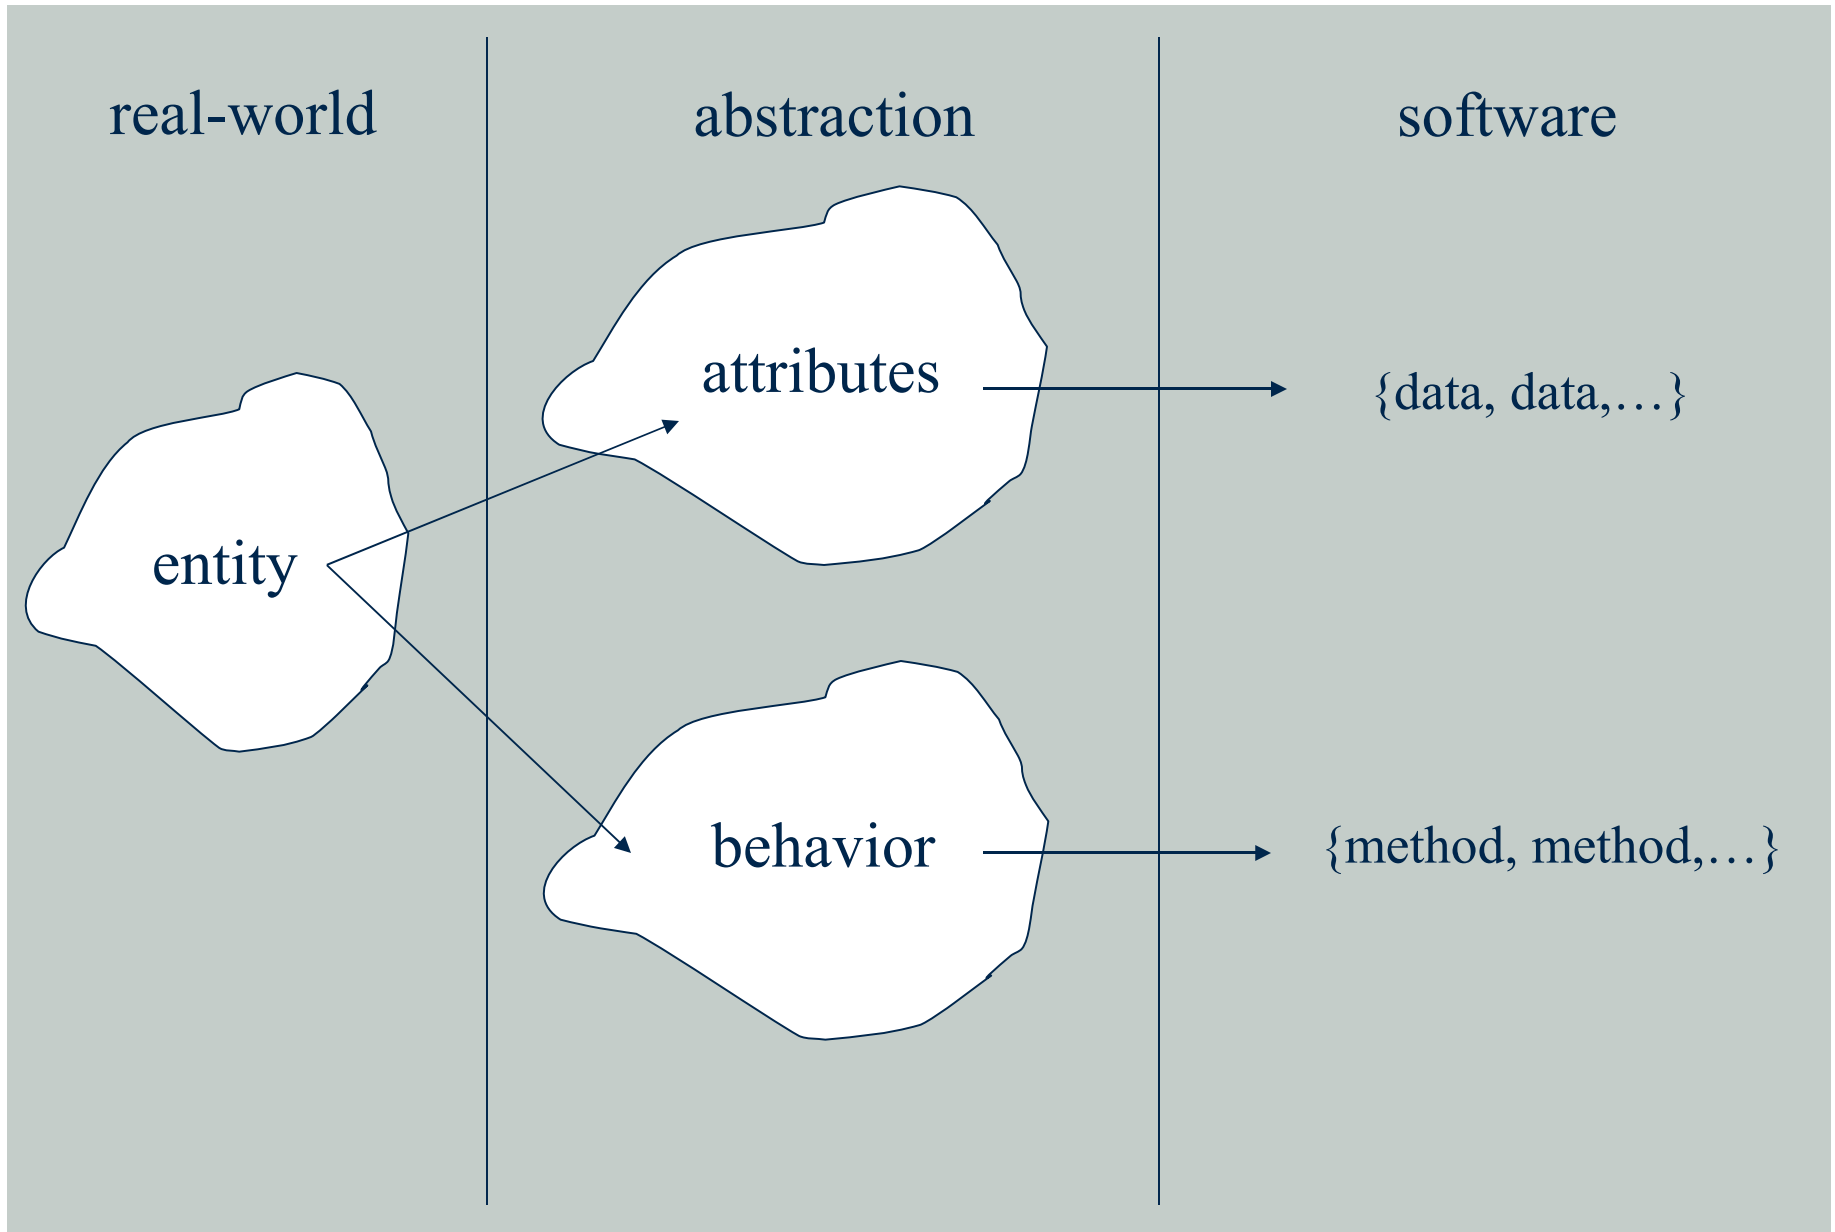 real-world
abstraction
software
attributes
{data, data,…}
entity
behavior
{method, method,…}